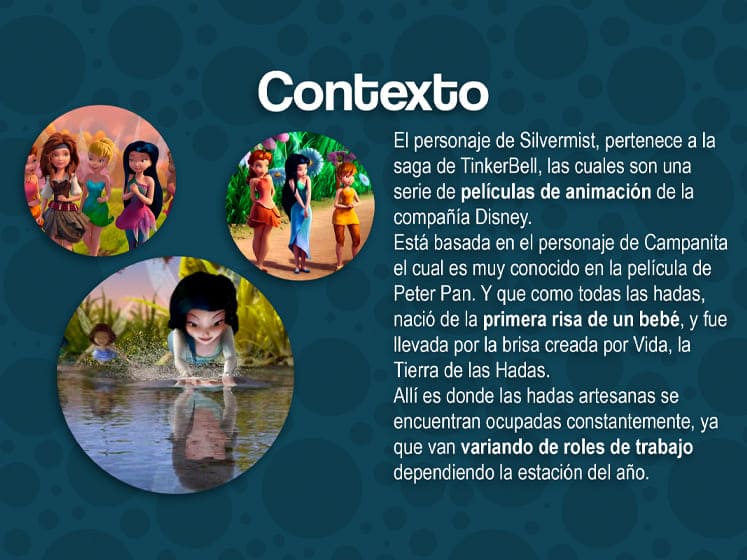 Contexto
El personaje de Silvermist, pertenece a la
saga de TinkerBell, las cuales son una
serie de películas de animación de la
compañía Disney.
Está basada en el personaje de Campanita
el cual es muy conocido en la película de
Peter Pan. Y que como todas las hadas,
nació de la primera risa de un bebé, y fue
llevada por la brisa creada por Vida, la
Tierra de las Hadas.
Allí es donde las hadas artesanas se
encuentran ocupadas constantemente, ya
que van variando de roles de trabajo
dependiendo la estación del año.